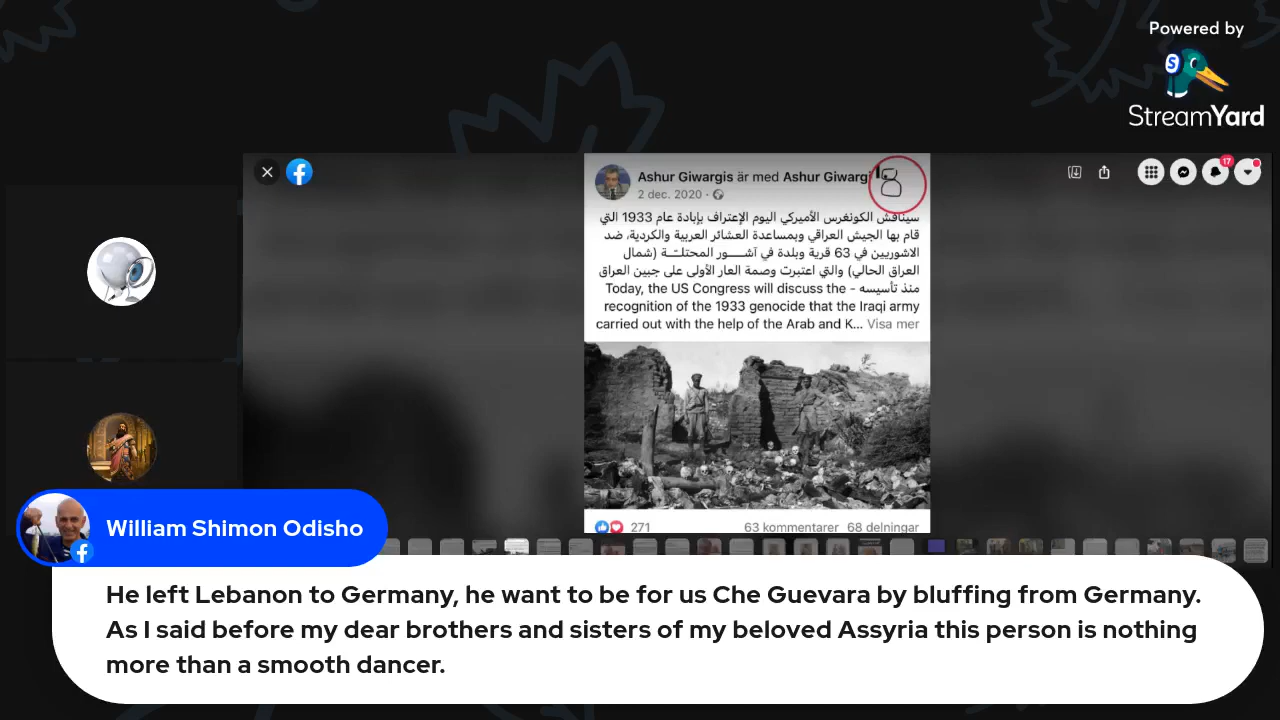 Powered by
StreamYard
17
Ashur Giwargis är med Ashur Giwargi
2 dec. 2020 ·
سيناقش الكونغرس الأميركي اليوم الإعتراف بإبادة عام 1933 التي
قام بها الجيش العراقي وبمساعدة العشائر العربية والكردية، ضد
الاشوريين في 63 قرية وبلدة في آشـــور المحتلـّـة (شمال
العراق الحالي) والتي اعتبرت وصمة العار الأولى على جبين العراق
منذ تأسيسه - Today, the US Congress will discuss the
recognition of the 1933 genocide that the Iraqi army
carried out with the help of the Arab and K... Visa mer
271
63 kommentarer 68 delningar
William Shimon Odisho
He left Lebanon to Germany, he want to be for us Che Guevara by bluffing from Germany.
As I said before my dear brothers and sisters of my beloved Assyria this person is nothing
more than a smooth dancer.